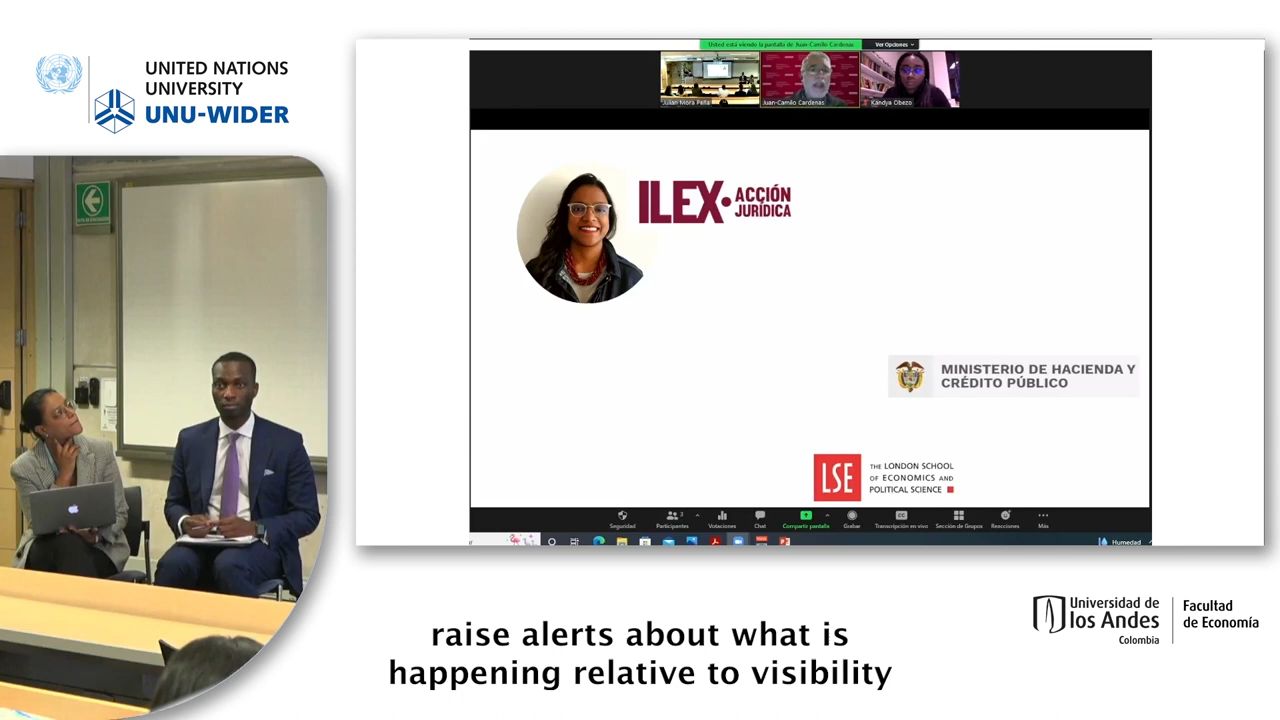 UNITED NATIONS
UNIVERSITY
UNU-WIDER
Usted está viendo la pantalla de Juan-Camilo Cardenas
Ver Opciones
Julian Mora Peña
Juan-Camilo Cardenas
Kandya Obezo
ILEX
ACCIÓN
JURÍDICA
MINISTERIO DE HACIENDA Y
CRÉDITO PÚBLICO
LSE
THE LONDON SCHOOL
OF ECONOMICS AND
POLITICAL SCIENCE
Seguridad
Participantes
3
Votaciones
Chat
Compartir pantalla
Grabar
Transcripción en vivo
Sección de Grupos
Reacciones
Más
Humedad
raise alerts about what is
happening relative to visibility
Universidad de
los Andes
Colombia
Facultad
de Economía